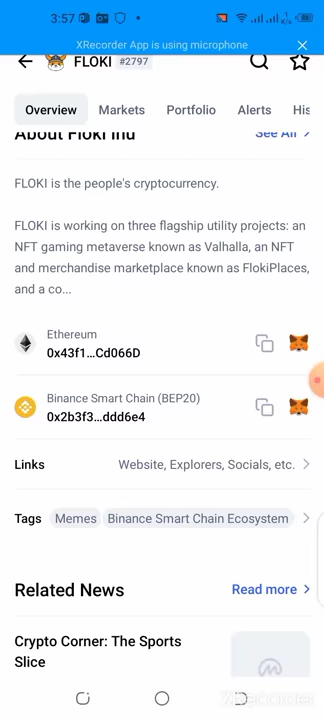 3:57
XRecorder App is using microphone
FLOKI #2797
Overview Markets Portfolio Alerts His
About Floki Inu See All
FLOKI is the people's cryptocurrency.
FLOKI is working on three flagship utility projects: an
NFT gaming metaverse known as Valhalla, an NFT
and merchandise marketplace known as FlokiPlaces,
and a co...
Ethereum
0x43f1...Cd066D
Binance Smart Chain (BEP20)
0x2b3f3...ddd6e4
Links Website, Explorers, Socials, etc.
Tags Memes Binance Smart Chain Ecosystem
Related News Read more
Crypto Corner: The Sports
Slice